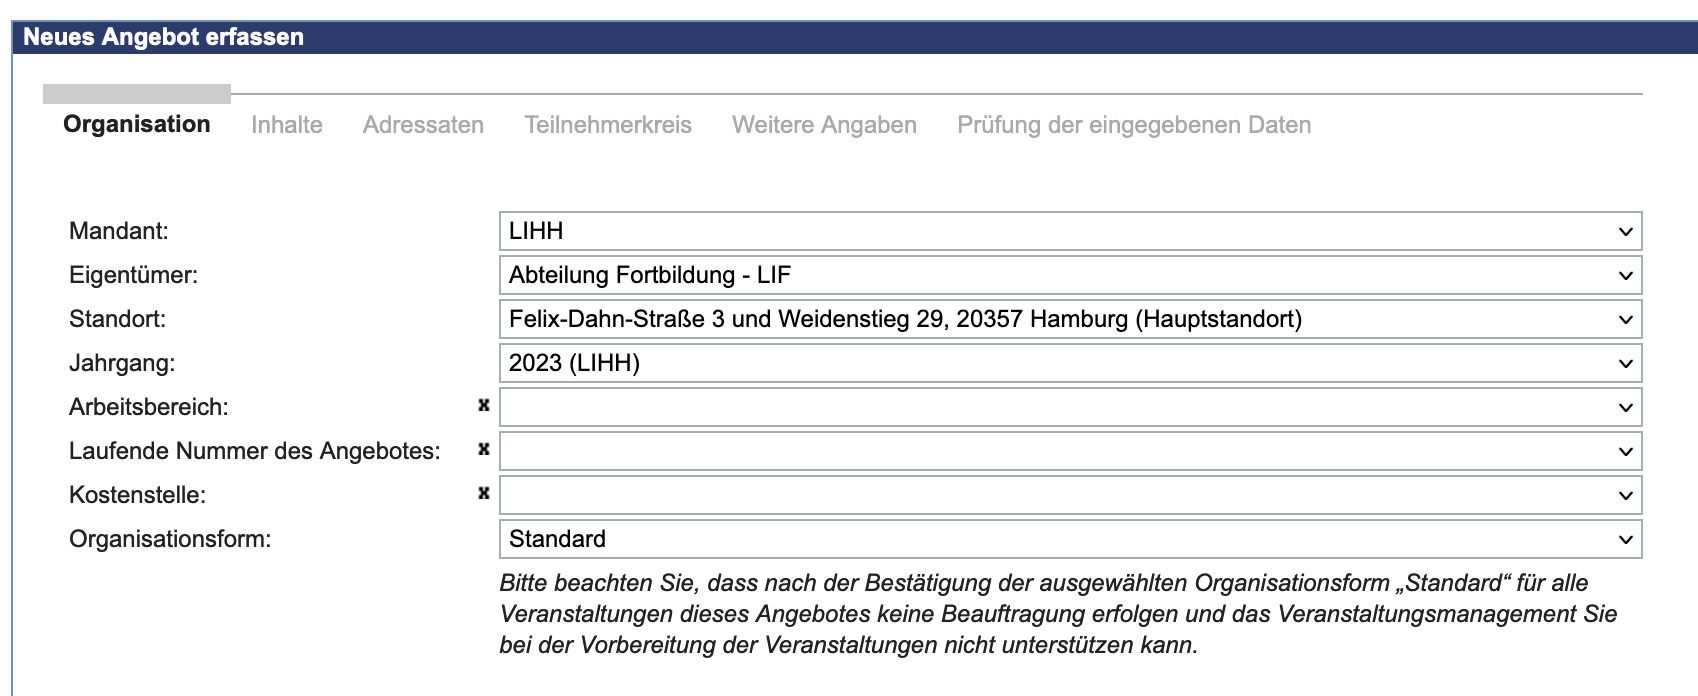 Neues Angebot erfassen
Organisation Inhalte Adressaten Teilnehmerkreis Weitere Angaben Prüfung der eingegebenen Daten
Mandant: LIHH
Eigentümer: Abteilung Fortbildung - LIF
Standort: Felix-Dahn-Straße 3 und Weidenstieg 29, 20357 Hamburg (Hauptstandort)
Jahrgang: 2023 (LIHH)
Arbeitsbereich: x
Laufende Nummer des Angebotes: x
Kostenstelle: x
Organisationsform: Standard
Bitte beachten Sie, dass nach der Bestätigung der ausgewählten Organisationsform „Standard“ für alle
Veranstaltungen dieses Angebotes keine Beauftragung erfolgen und das Veranstaltungsmanagement Sie
bei der Vorbereitung der Veranstaltungen nicht unterstützen kann.